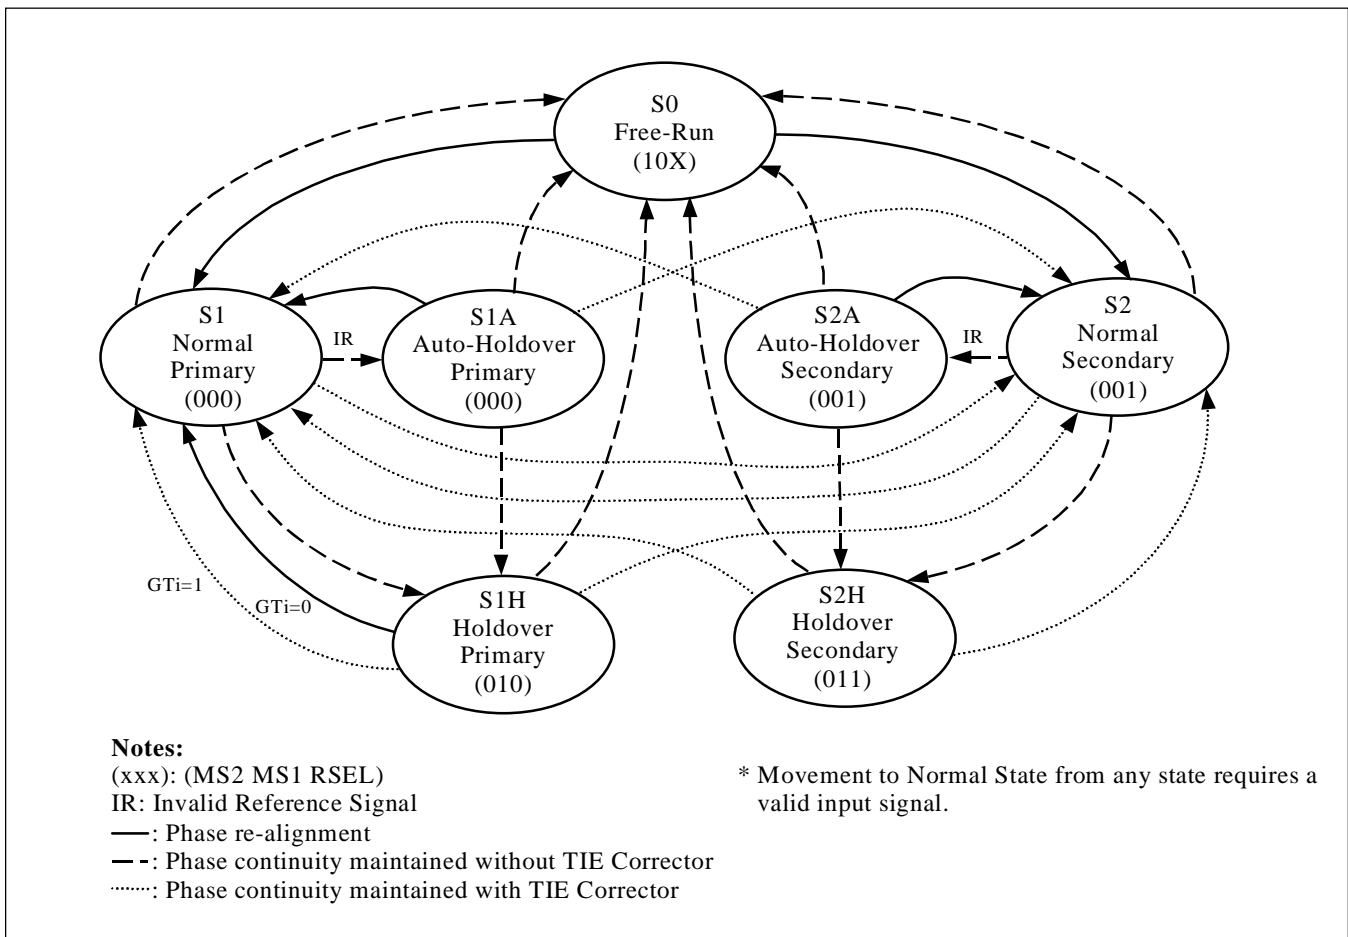 S0
Free-Run
(10X)
S1
Normal
Primary
(000)
IR
S1A
Auto-Holdover
Primary
(000)
S2A
Auto-Holdover
Secondary
(001)
IR
S2
Normal
Secondary
(001)
GTi=1
GTi=0
S1H
Holdover
Primary
(010)
S2H
Holdover
Secondary
(011)
Notes:
(xxx): (MS2 MS1 RSEL)
IR: Invalid Reference Signal
: Phase re-alignment
: Phase continuity maintained without TIE Corrector
: Phase continuity maintained with TIE Corrector
* Movement to Normal State from any state requires a
valid input signal.